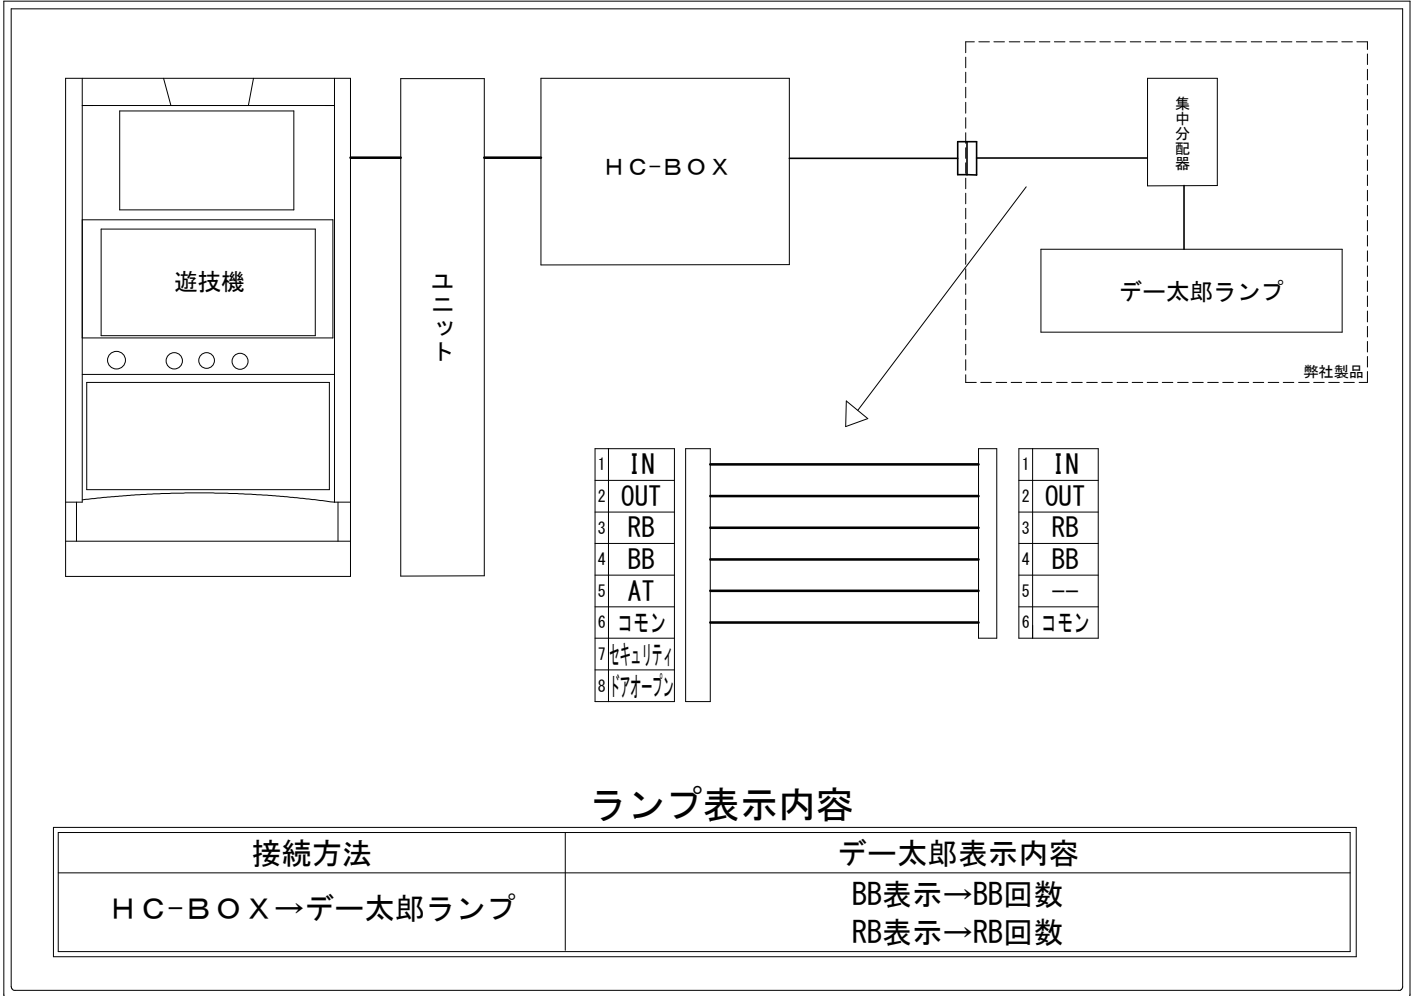 集中分配器
HC-BOX
遊技機
ユニット
デー太郎ランプ
弊社製品
1 IN
2 OUT
3 RB
4 BB
5 AT
6 コモン
7 セキュリティ
8 ドアオープン
1 IN
2 OUT
3 RB
4 BB
5 --
6 コモン
ランプ表示内容
接続方法 デー太郎表示内容
HC-BOX→デー太郎ランプ
BB表示→BB回数
RB表示→RB回数